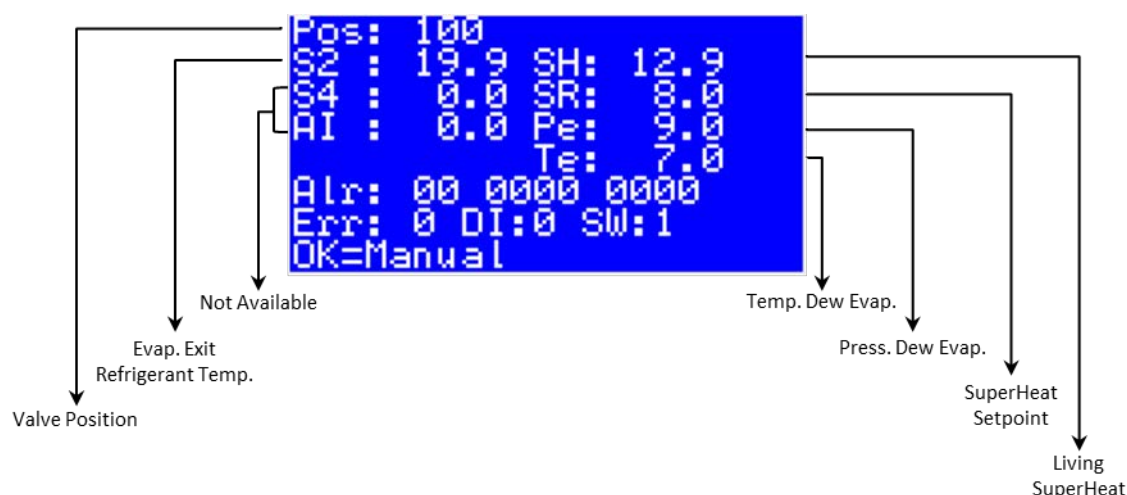 Pos: 100
S2 : 19.9 SH: 12.9
S4 : 0.0 SR: 8.0
AI : 0.0 Pe: 9.0
Te: 7.0
Alr: 00 0000 0000
Err: 0 DI:0 SW:1
OK=Manual
Not Available
Temp. Dew Evap.
Evap. Exit
Refrigerant Temp.
Press. Dew Evap.
Valve Position
SuperHeat
Setpoint
Living
SuperHeat